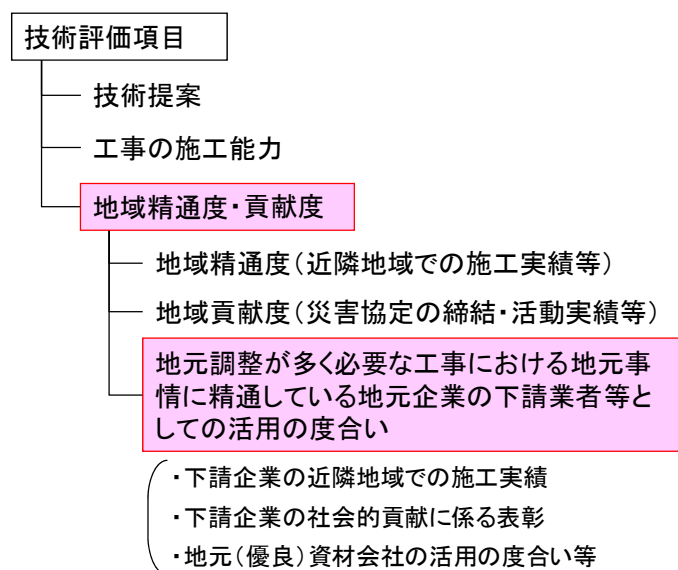 技術評価項目
技術提案
工事の施工能力
地域精通度・貢献度
地域精通度（近隣地域での施工実績等）
地域貢献度（災害協定の締結・活動実績等）
地元調整が多く必要な工事における地元事
情に精通している地元企業の下請業者等と
しての活用の度合い
・下請企業の近隣地域での施工実績
・下請企業の社会的貢献に係る表彰
・地元（優良）資材会社の活用の度合い等